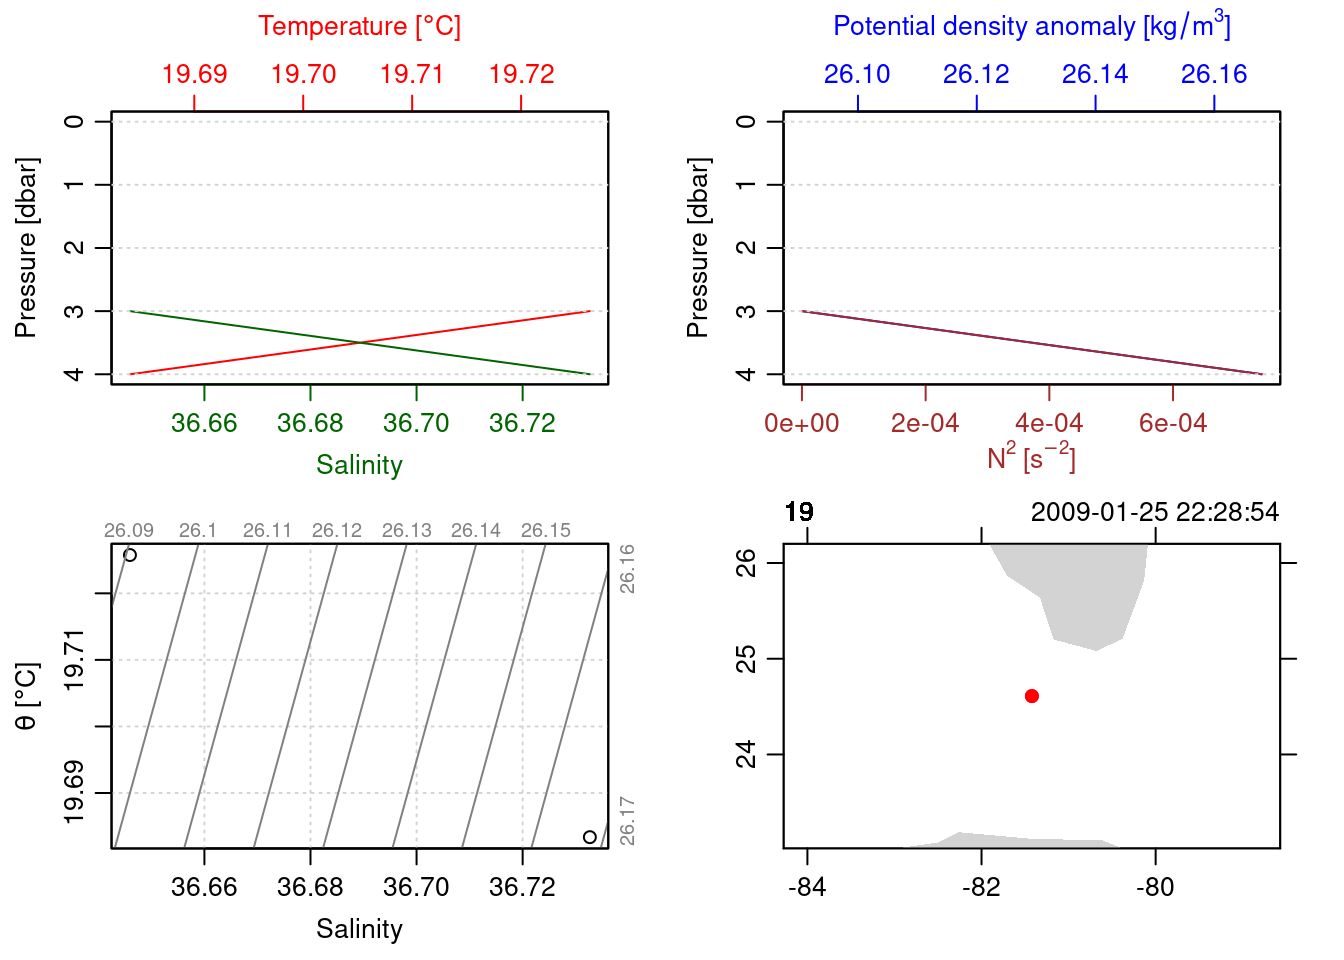 Temperature [°C]
19.69 19.70 19.71 19.72
Pressure [dbar]
0
1
2
3
4
36.66 36.68 36.70 36.72
Salinity
Potential density anomaly [kg/m³]
26.10 26.12 26.14 26.16
Pressure [dbar]
0
1
2
3
4
0e+00 2e-04 4e-04 6e-04
N² [s⁻²]
26.09 26.1 26.11 26.12 26.13 26.14 26.15
26.16
26.17
θ [°C]
19.71
19.69
36.66 36.68 36.70 36.72
Salinity
19 2009-01-25 22:28:54
26
25
24
-84 -82 -80